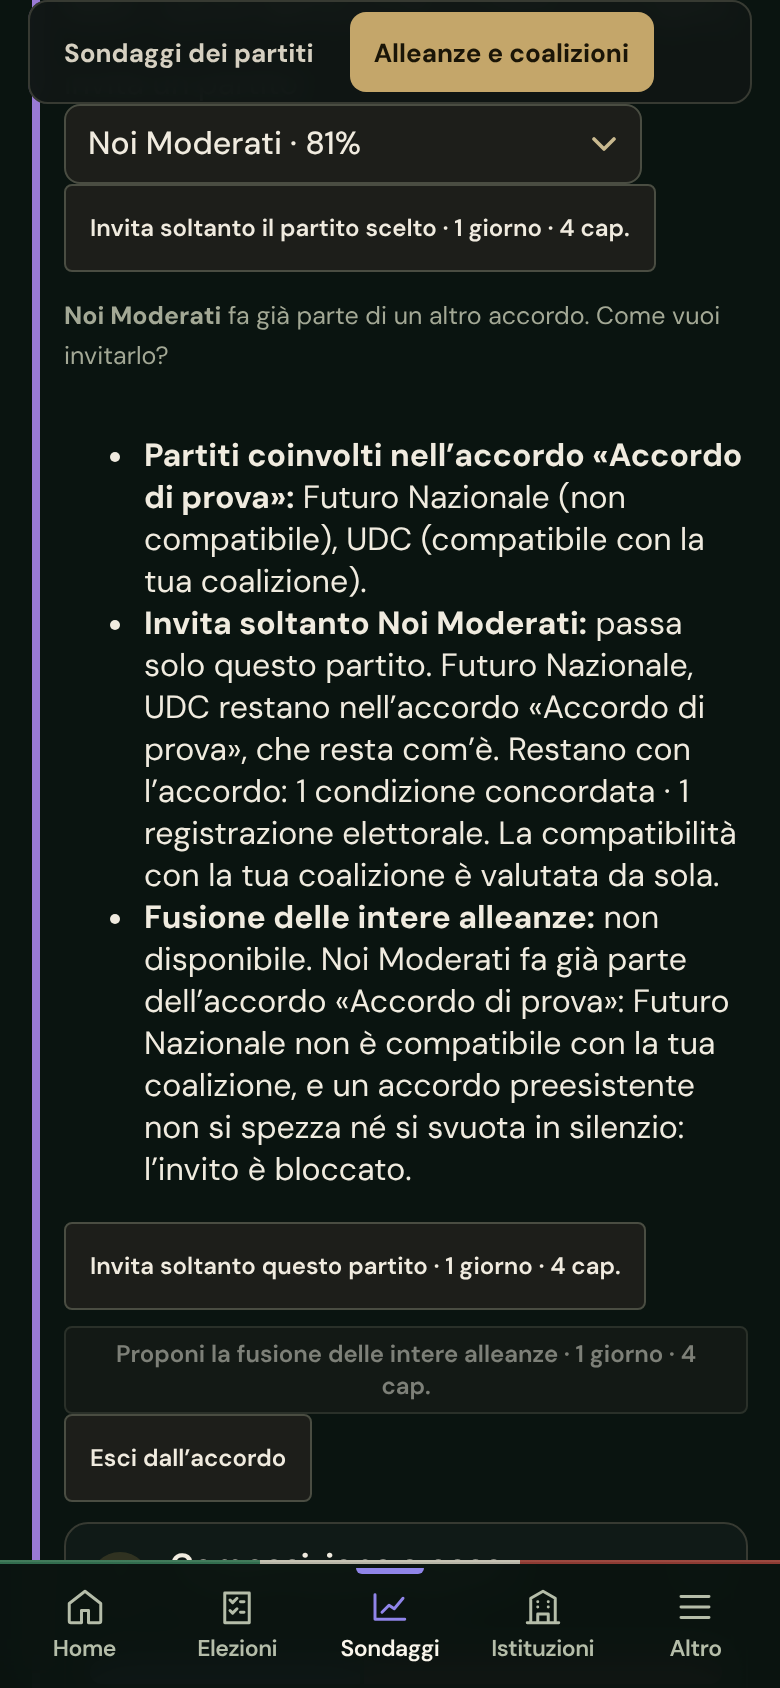 Sondaggi dei partiti
Alleanze e coalizioni
Noi Moderati · 81%
Invita soltanto il partito scelto · 1 giorno · 4 cap.
Noi Moderati fa già parte di un altro accordo. Come vuoi
invitarlo?
• Partiti coinvolti nell’accordo «Accordo
di prova»: Futuro Nazionale (non
compatibile), UDC (compatibile con la
tua coalizione).
• Invita soltanto Noi Moderati: passa
solo questo partito. Futuro Nazionale,
UDC restano nell’accordo «Accordo di
prova», che resta com’è. Restano con
l’accordo: 1 condizione concordata · 1
registrazione elettorale. La compatibilità
con la tua coalizione è valutata da sola.
• Fusione delle intere alleanze: non
disponibile. Noi Moderati fa già parte
dell’accordo «Accordo di prova»: Futuro
Nazionale non è compatibile con la tua
coalizione, e un accordo preesistente
non si spezza né si svuota in silenzio:
l’invito è bloccato.
Invita soltanto questo partito · 1 giorno · 4 cap.
Proponi la fusione delle intere alleanze · 1 giorno · 4
cap.
Esci dall’accordo
Home
Elezioni
Sondaggi
Istituzioni
Altro